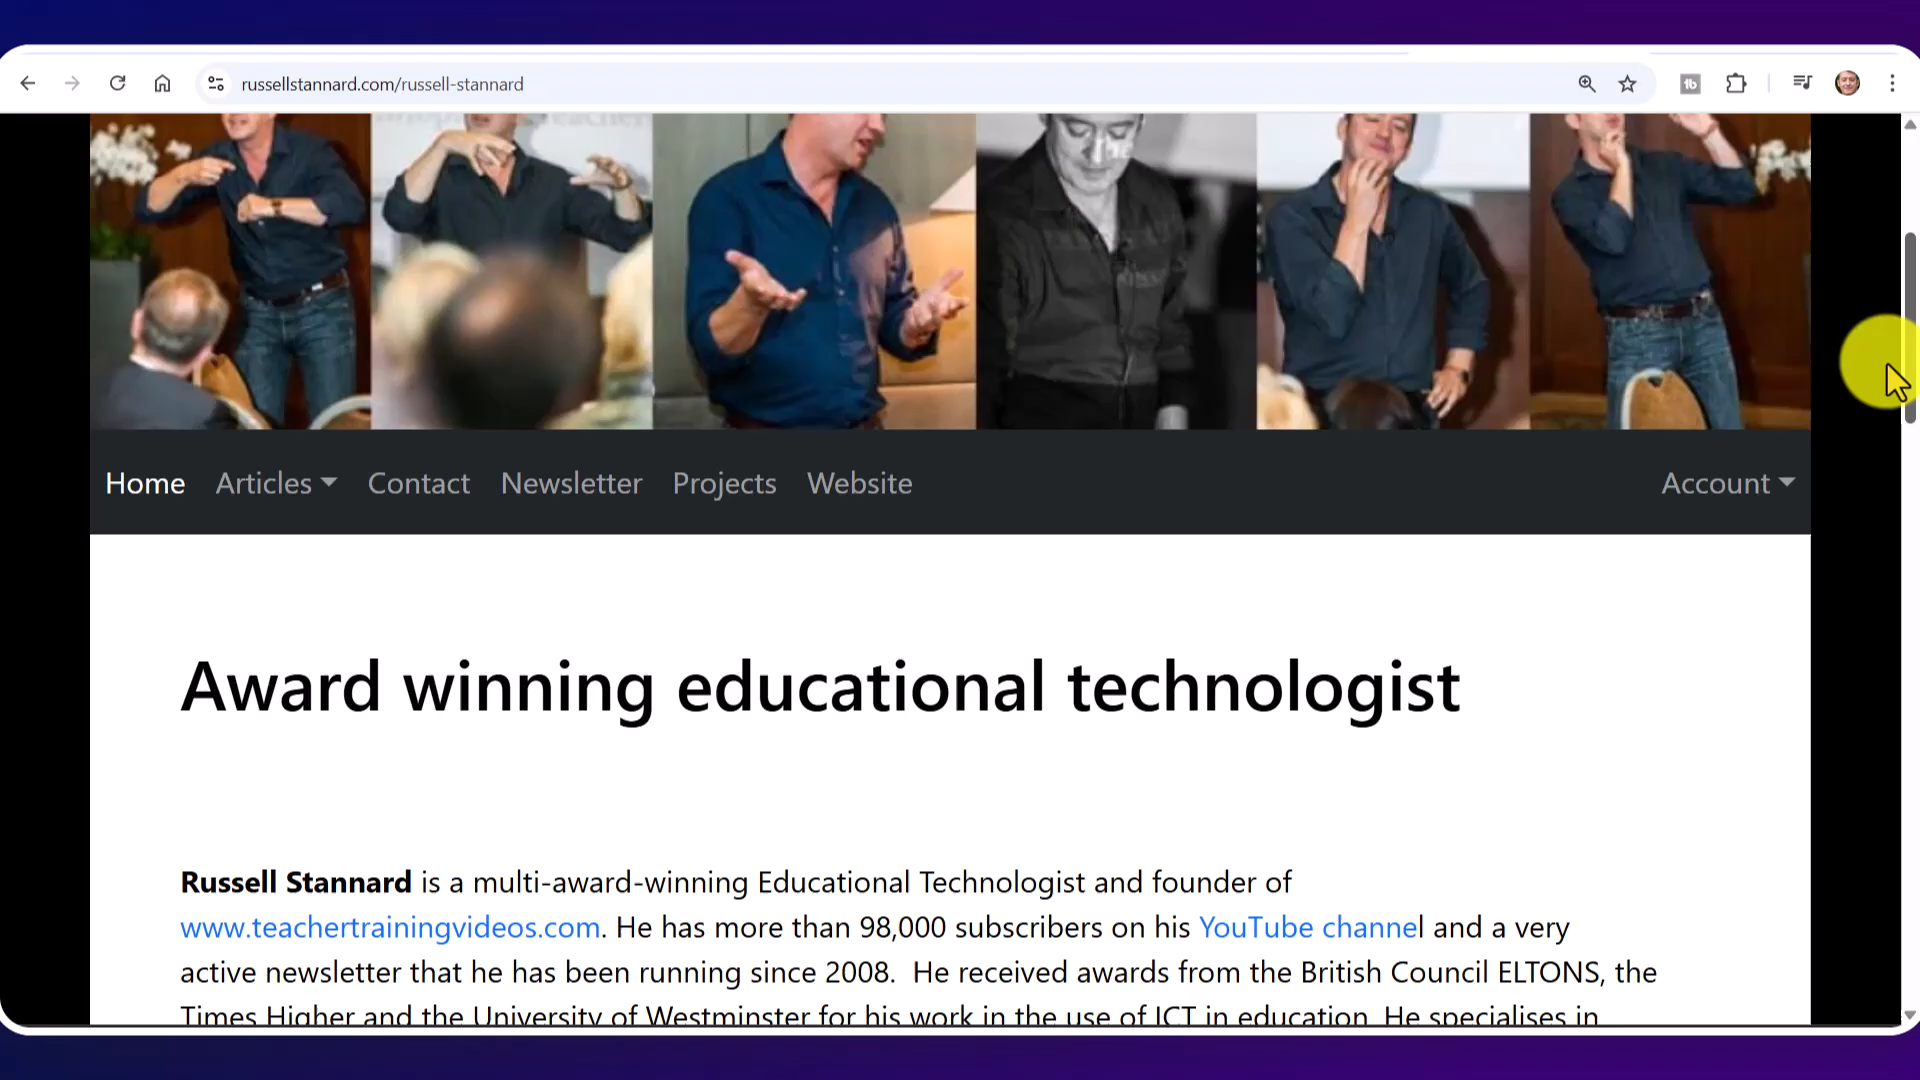 russellstannard.com/russell-stannard
Home Articles Contact Newsletter Projects Website Account
Award winning educational technologist
Russell Stannard is a multi-award-winning Educational Technologist and founder of
www.teachertrainingvideos.com. He has more than 98,000 subscribers on his YouTube channel and a very
active newsletter that he has been running since 2008. He received awards from the British Council ELTONS, the
Times Higher and the University of Westminster for his work in the use of ICT in education. He specialises in